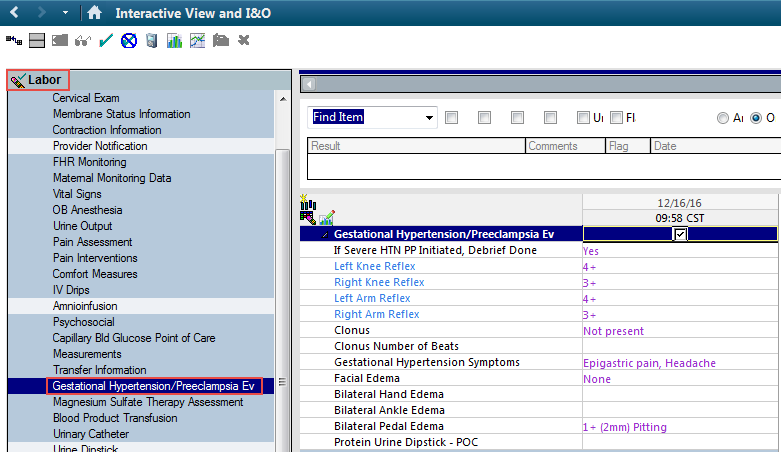 Interactive View and I&O
Labor
Cervical Exam
Membrane Status Information
Contraction Information
Provider Notification
FHR Monitoring
Maternal Monitoring Data
Vital Signs
OB Anesthesia
Urine Output
Pain Assessment
Pain Interventions
Comfort Measures
IV Drips
Amnioinfusion
Psychosocial
Capillary Bld Glucose Point of Care
Measurements
Transfer Information
Gestational Hypertension/Preeclampsia Ev
Magnesium Sulfate Therapy Assessment
Blood Product Transfusion
Urinary Catheter
Urine Dipstick
Find Item
Result Comments Flag Date
12/16/16
09:58 CST
Gestational Hypertension/Preeclampsia Ev
If Severe HTN PP Initiated, Debrief Done Yes
Left Knee Reflex 4+
Right Knee Reflex 3+
Left Arm Reflex 4+
Right Arm Reflex 3+
Clonus Not present
Clonus Number of Beats
Gestational Hypertension Symptoms Epigastric pain, Headache
Facial Edema None
Bilateral Hand Edema
Bilateral Ankle Edema
Bilateral Pedal Edema 1+ (2mm) Pitting
Protein Urine Dipstick - POC